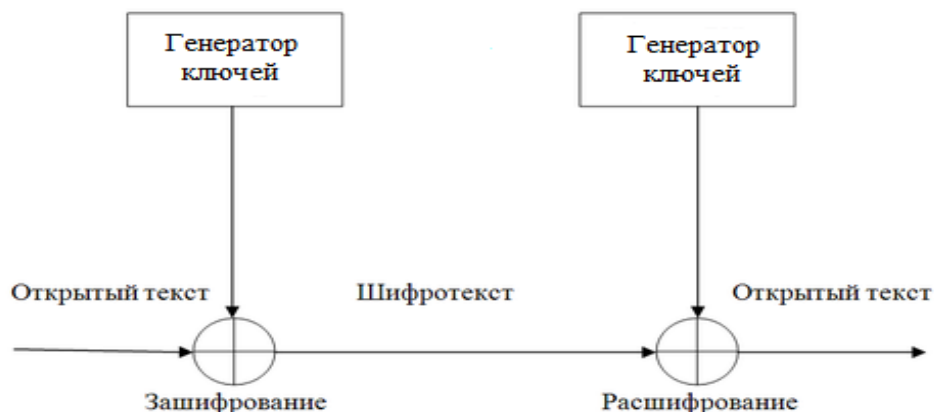 Генератор
ключей
Генератор
ключей
Открытый текст
Шифротекст
Открытый текст
Зашифрование
Расшифрование